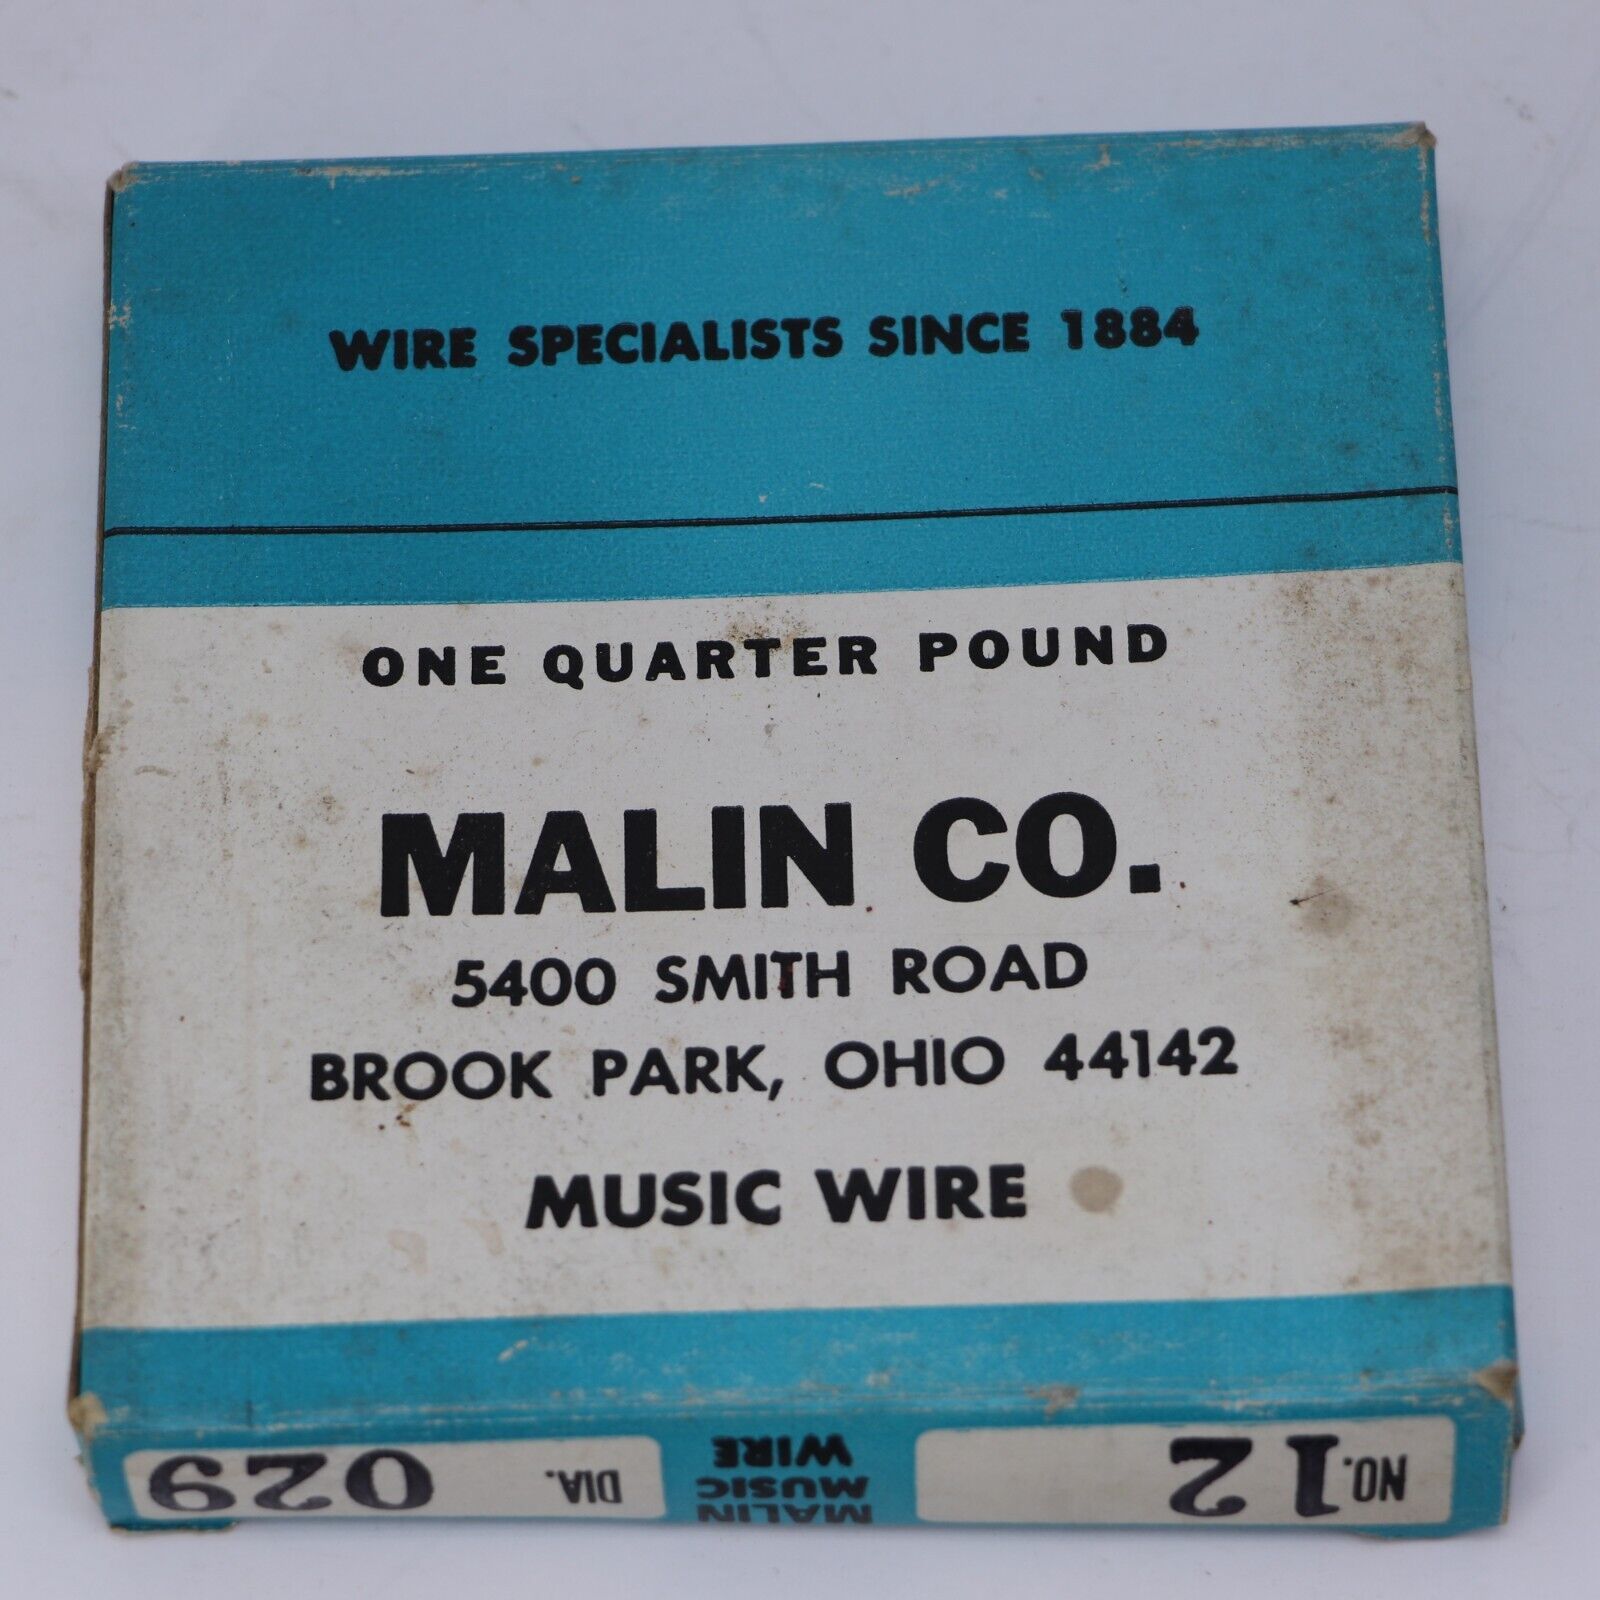 WIRE SPECIALISTS SINCE 1884
ONE QUARTER POUND
MALIN CO.
5400 SMITH ROAD
BROOK PARK, OHIO 44142
MUSIC WIRE
NO. 12
MALIN
MUSIC
WIRE
DIA. 029